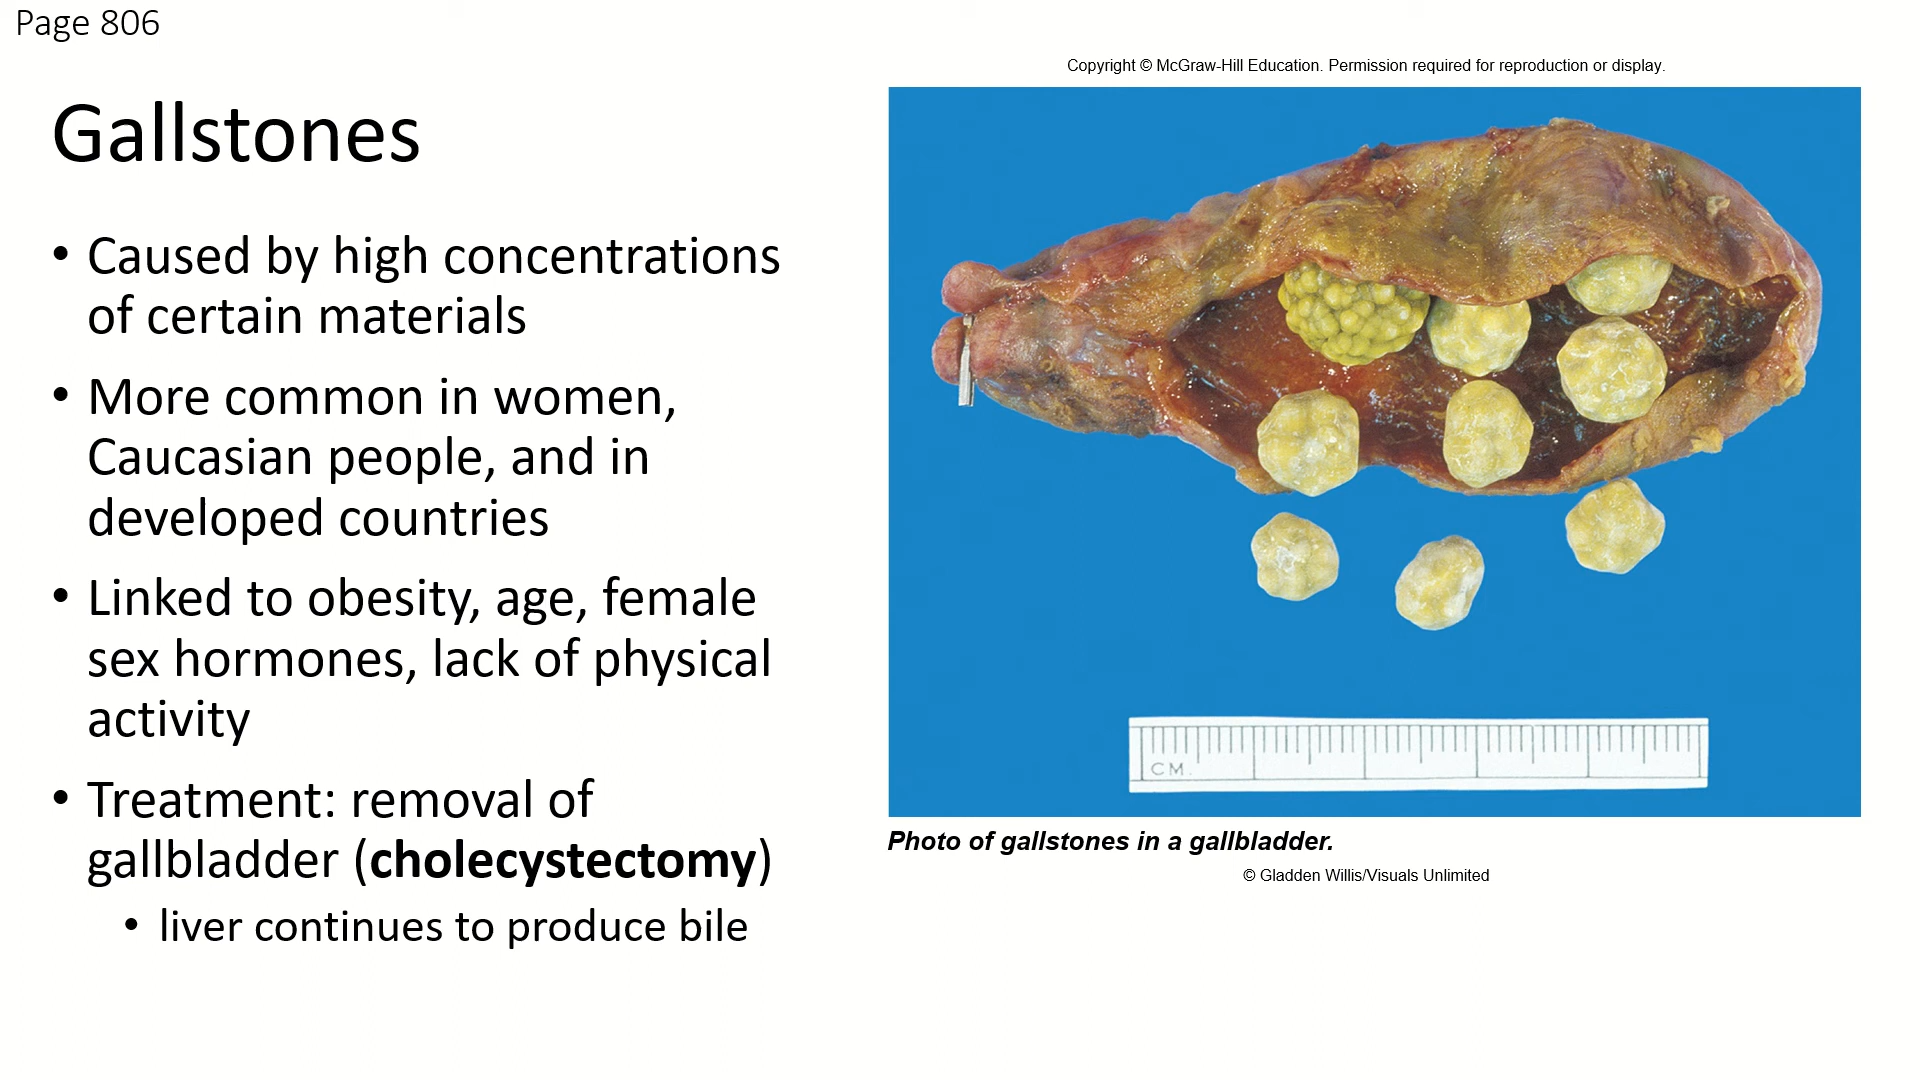 Page 806
Gallstones
• Caused by high concentrations
of certain materials
• More common in women,
Caucasian people, and in
developed countries
• Linked to obesity, age, female
sex hormones, lack of physical
activity
• Treatment: removal of
gallbladder (cholecystectomy)
• liver continues to produce bile
Copyright © McGraw-Hill Education. Permission required for reproduction or display.
CM.
Photo of gallstones in a gallbladder.
© Gladden Willis/Visuals Unlimited